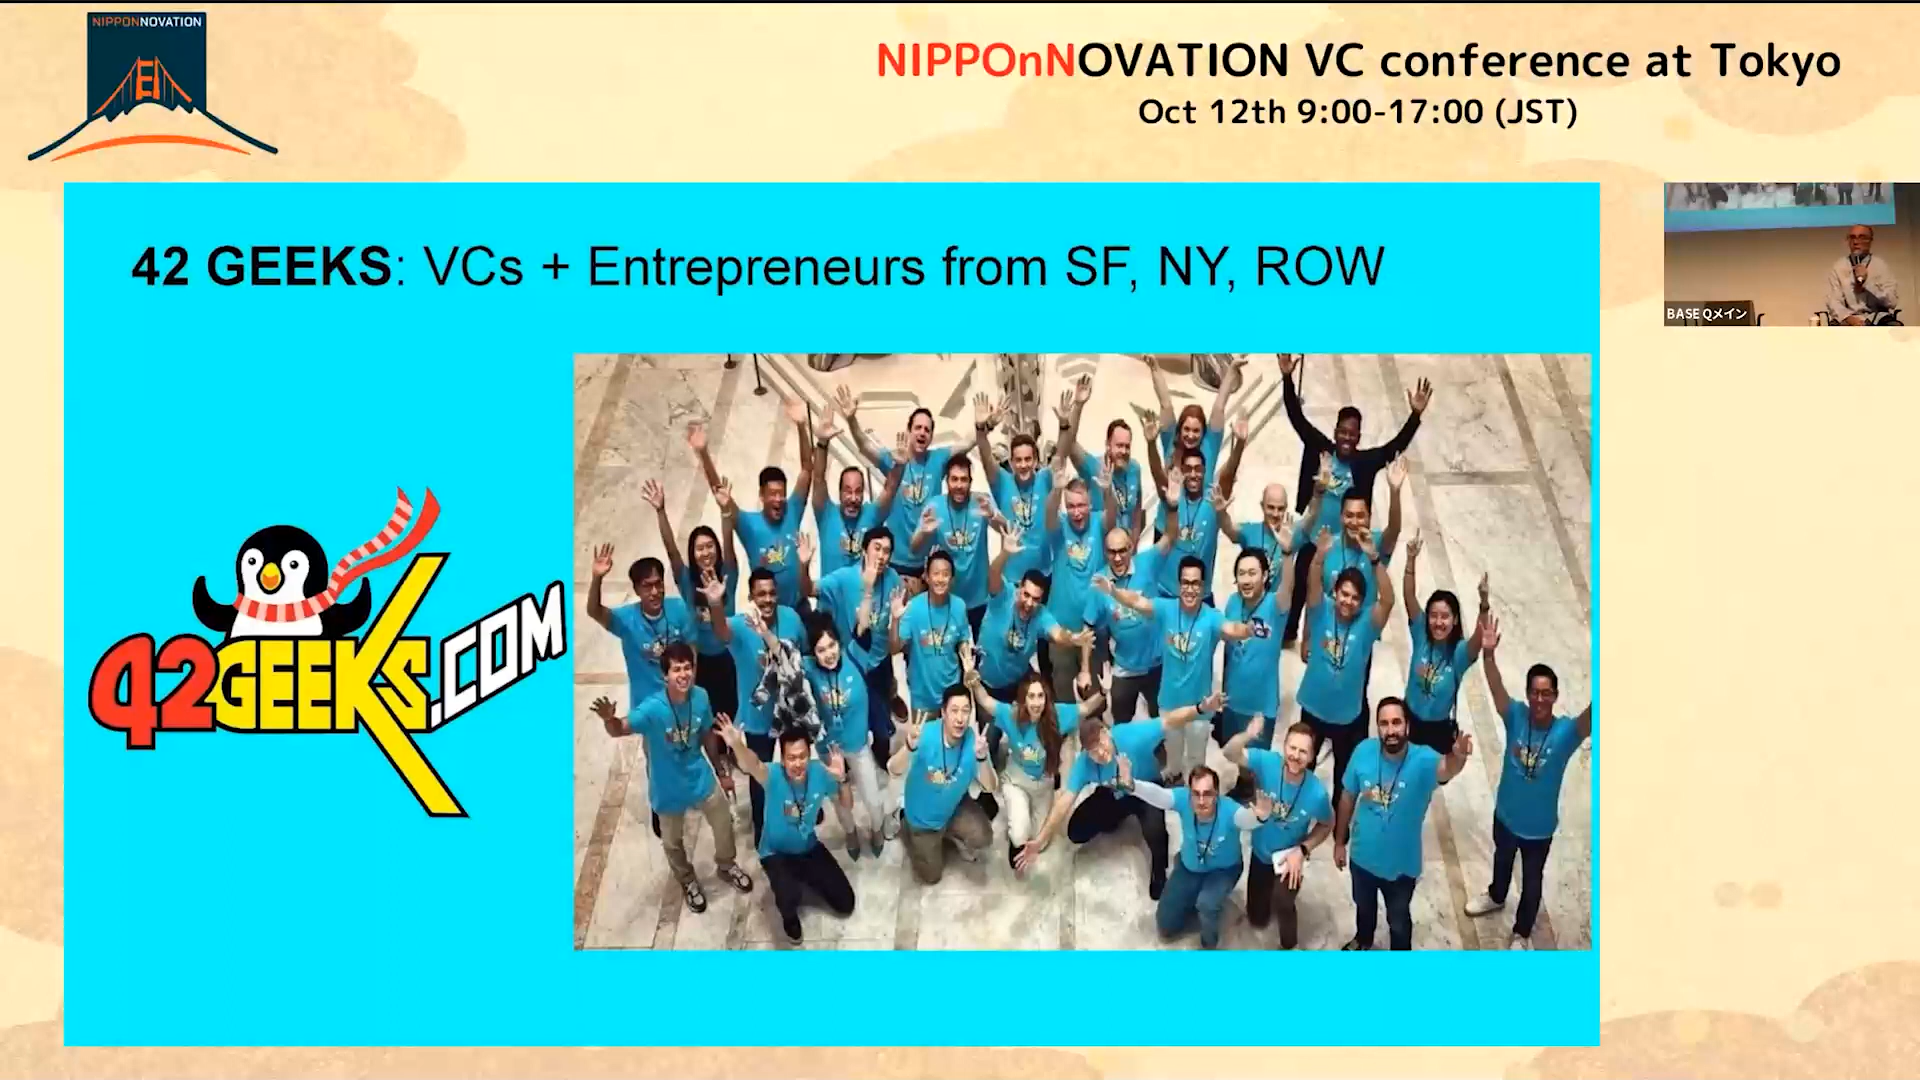 NIPPONNOVATION
NIPPOnNOVATION VC conference at Tokyo
Oct 12th 9:00-17:00 (JST)
42 GEEKS: VCs + Entrepreneurs from SF, NY, ROW
42GEEKS.COM
BASE Qメイン